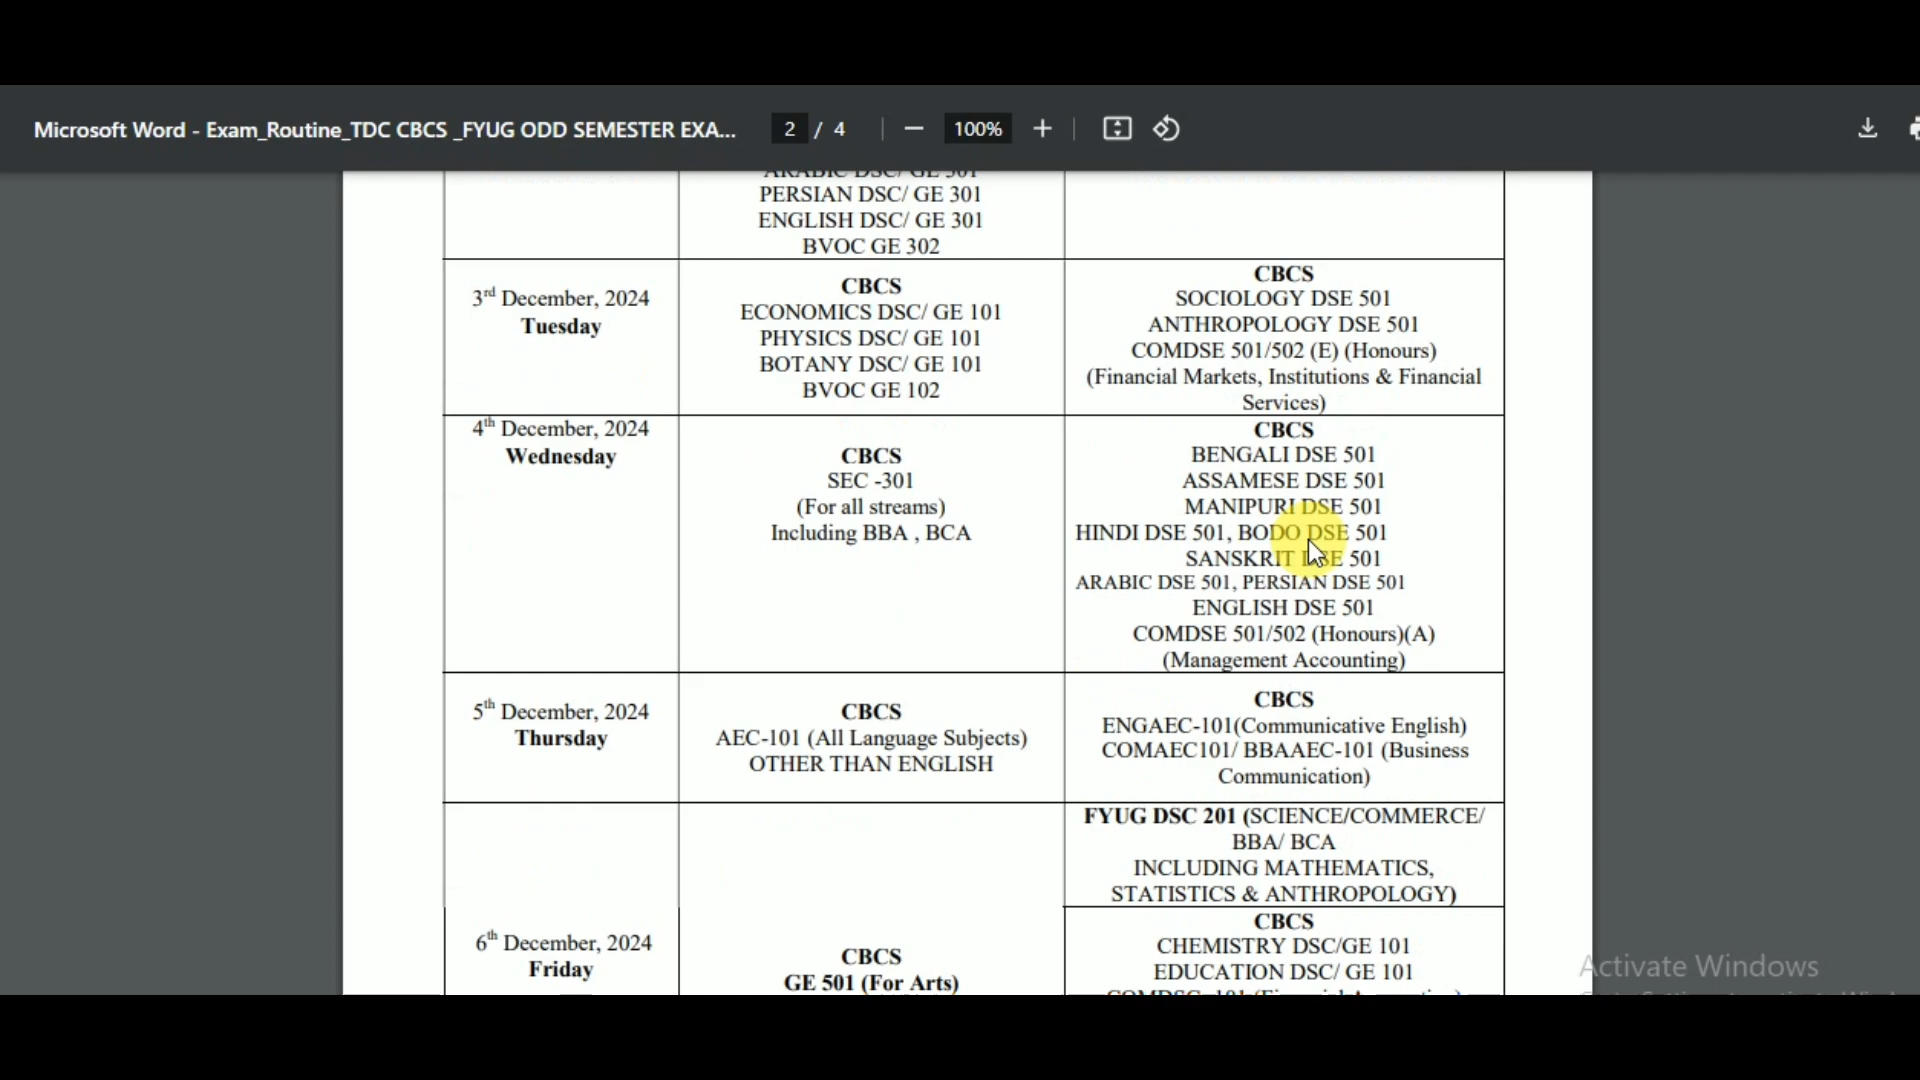 Microsoft Word - Exam_Routine_TDC CBCS _FYUG ODD SEMESTER EXA...
2 / 4
100%
ARABIC DSC/ GE 301
PERSIAN DSC/ GE 301
ENGLISH DSC/ GE 301
BVOC GE 302
3rd December, 2024
Tuesday
CBCS
ECONOMICS DSC/ GE 101
PHYSICS DSC/ GE 101
BOTANY DSC/ GE 101
BVOC GE 102
CBCS
SOCIOLOGY DSE 501
ANTHROPOLOGY DSE 501
COMDSE 501/502 (E) (Honours)
(Financial Markets, Institutions & Financial
Services)
4th December, 2024
Wednesday
CBCS
SEC -301
(For all streams)
Including BBA , BCA
CBCS
BENGALI DSE 501
ASSAMESE DSE 501
MANIPURI DSE 501
HINDI DSE 501, BODO DSE 501
SANSKRIT DSE 501
ARABIC DSE 501, PERSIAN DSE 501
ENGLISH DSE 501
COMDSE 501/502 (Honours)(A)
(Management Accounting)
5th December, 2024
Thursday
CBCS
AEC-101 (All Language Subjects)
OTHER THAN ENGLISH
CBCS
ENGAEC-101(Communicative English)
COMAEC101/ BBAAEC-101 (Business
Communication)
6th December, 2024
Friday
CBCS
GE 501 (For Arts)
FYUG DSC 201 (SCIENCE/COMMERCE/
BBA/ BCA
INCLUDING MATHEMATICS,
STATISTICS & ANTHROPOLOGY)
CBCS
CHEMISTRY DSC/GE 101
EDUCATION DSC/ GE 101
Activate Windows